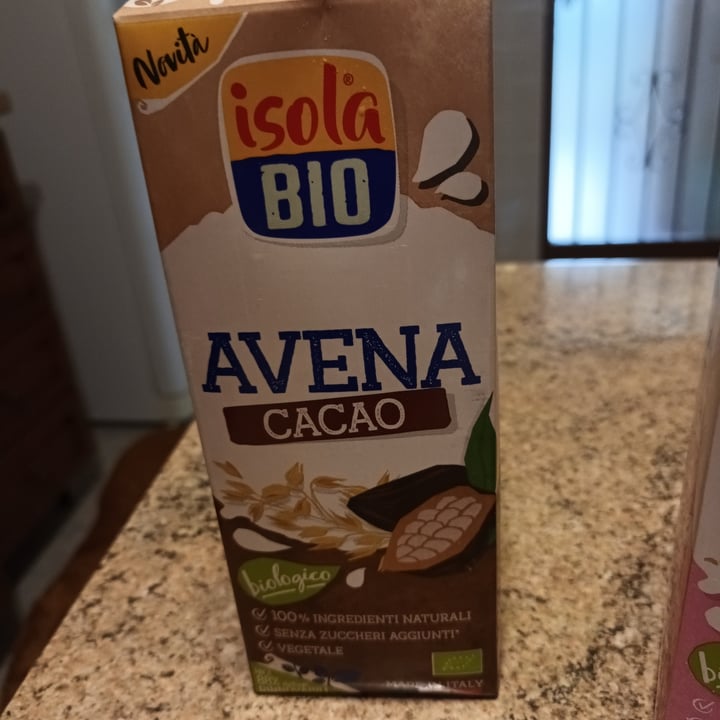 Novità
isola®
BIO
AVENA
CACAO
biologico
100% INGREDIENTI NATURALI
SENZA ZUCCHERI AGGIUNTI*
VEGETALE
MADE IN ITALY